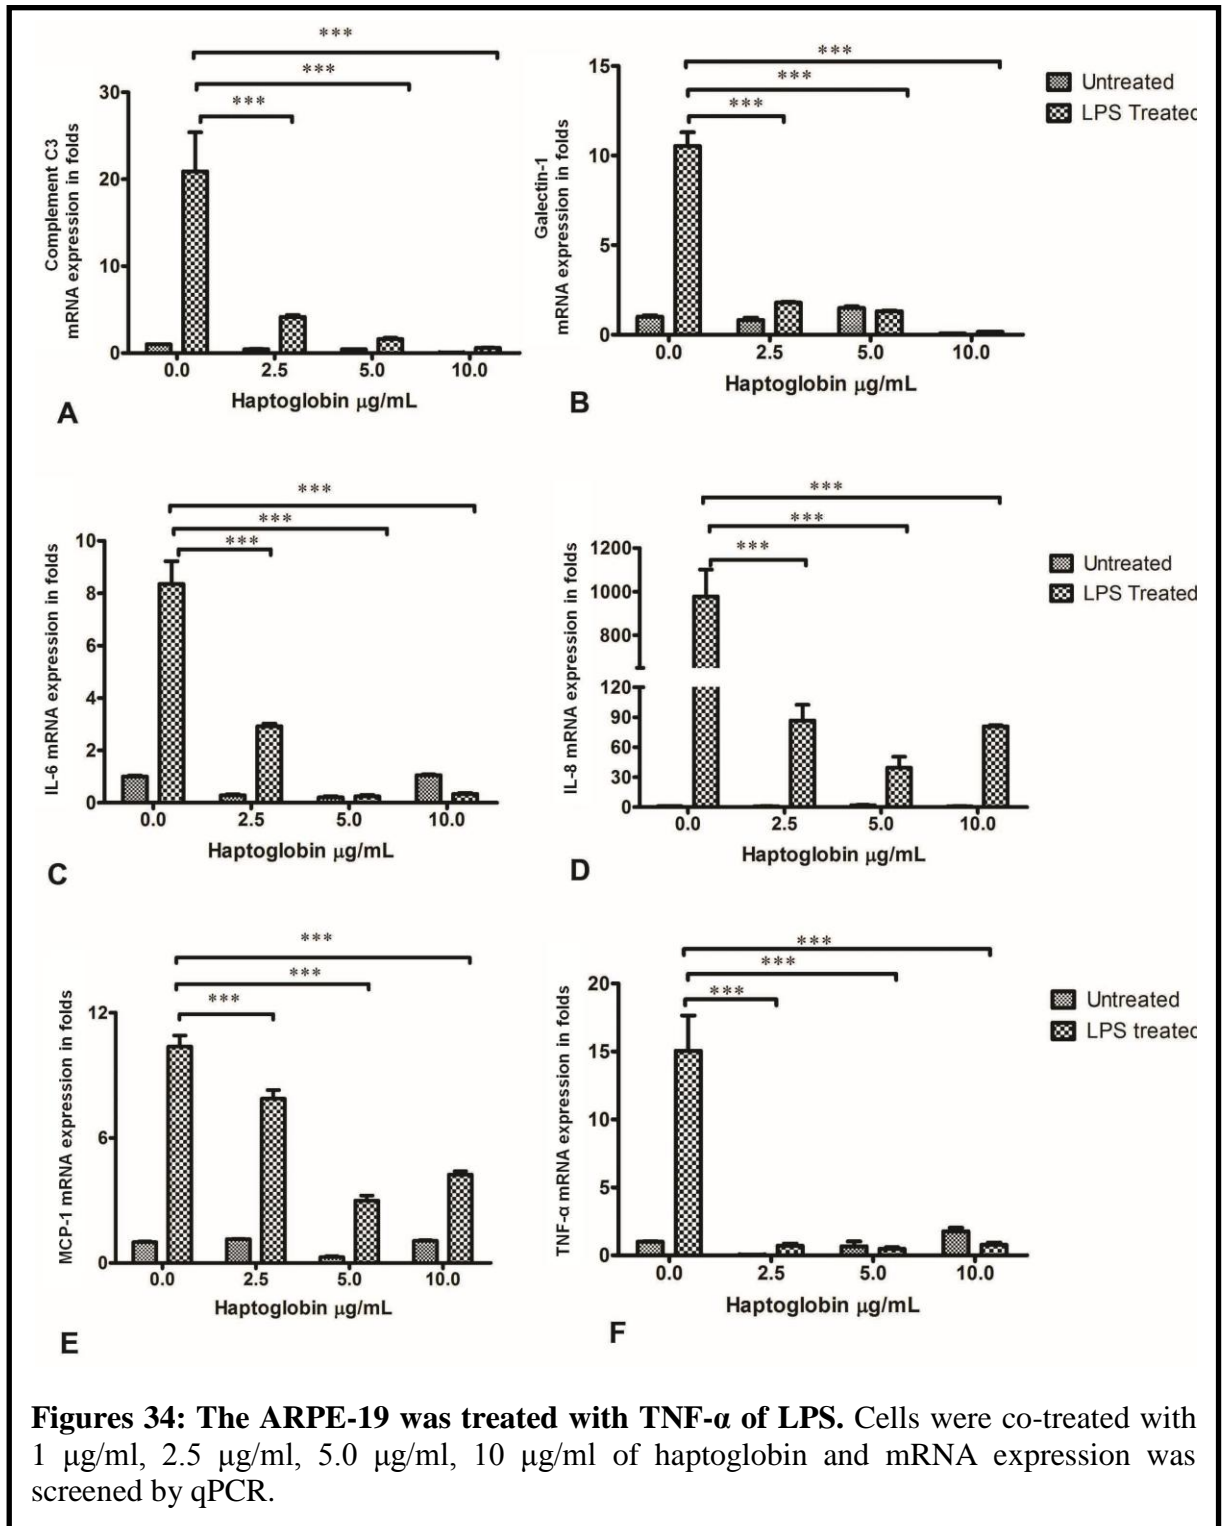 ***
***
***
30
20
10
0
Complement C3
mRNA expression in folds
0.0 2.5 5.0 10.0
Haptoglobin µg/mL
A
***
***
***
15
10
5
0
Galectin-1
mRNA expression in folds
0.0 2.5 5.0 10.0
Haptoglobin µg/mL
B
Untreated
LPS Treated
***
***
***
10
8
6
4
2
0
IL-6 mRNA expression in folds
0.0 2.5 5.0 10.0
Haptoglobin µg/mL
C
***
***
***
1200
1000
800
120
90
60
30
0
IL-8 mRNA expression in folds
0.0 2.5 5.0 10.0
Haptoglobin µg/mL
D
Untreated
LPS Treated
***
***
***
12
6
0
MCP-1 mRNA expression in folds
0.0 2.5 5.0 10.0
Haptoglobin µg/mL
E
***
***
***
20
15
10
5
0
TNF-α mRNA expression in folds
0.0 2.5 5.0 10.0
Haptoglobin µg/mL
F
Untreated
LPS treated
Figures 34: The ARPE-19 was treated with TNF-α of LPS. Cells were co-treated with
1 µg/ml, 2.5 µg/ml, 5.0 µg/ml, 10 µg/ml of haptoglobin and mRNA expression was
screened by qPCR.